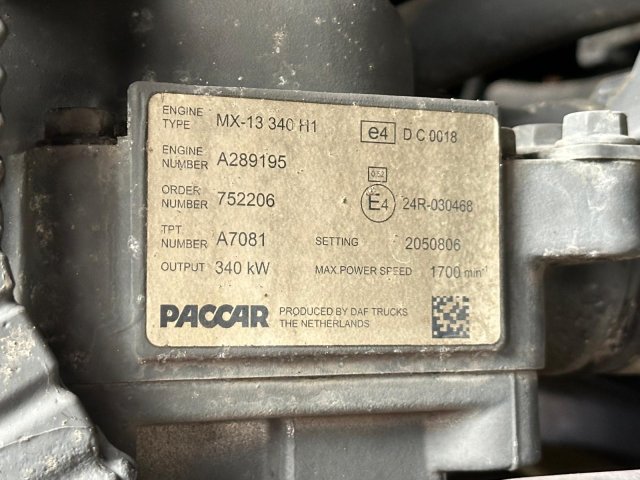 ENGINE TYPE MX-13 340 H1 e4 D C 0018
ENGINE NUMBER A289195
0.52
ORDER NUMBER 752206 E4 24R-030468
TPT NUMBER A7081 SETTING 2050806
OUTPUT 340 kW MAX.POWER SPEED 1700 min-1
PACCAR PRODUCED BY DAF TRUCKS
THE NETHERLANDS